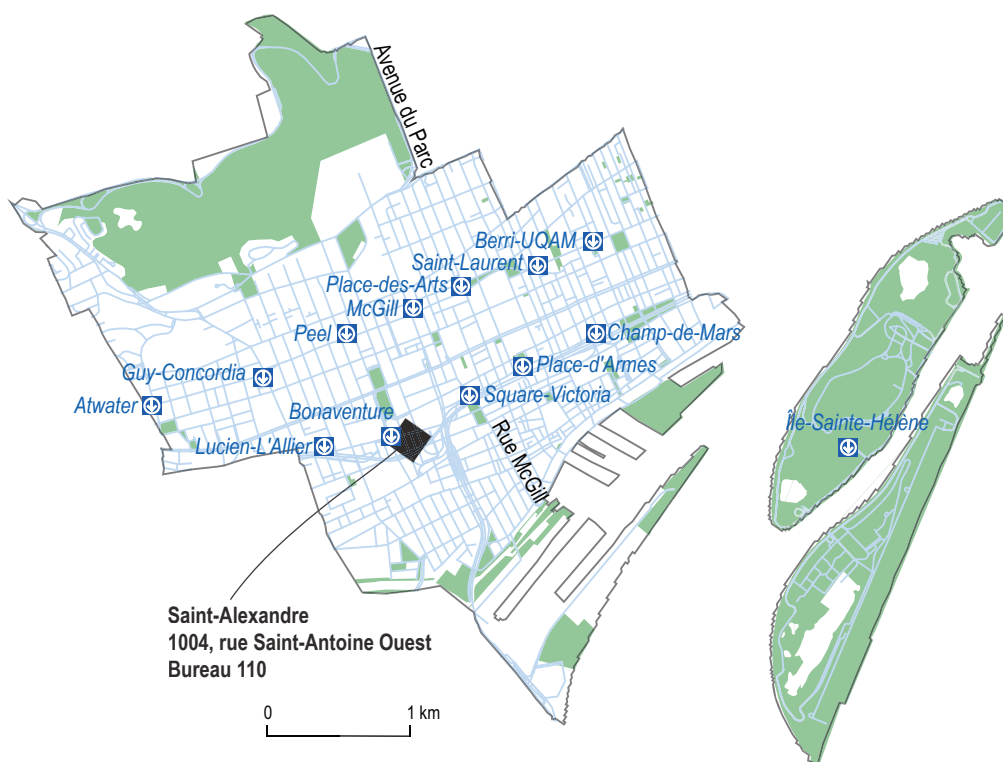 Avenue du Parc
Berri-UQAM
Saint-Laurent
Place-des-Arts
McGill
Peel
Champ-de-Mars
Place-d'Armes
Guy-Concordia
Square-Victoria
Atwater
Bonaventure
Île-Sainte-Hélène
Lucien-L'Allier
Rue McGill
Saint-Alexandre
1004, rue Saint-Antoine Ouest
Bureau 110
0 1 km